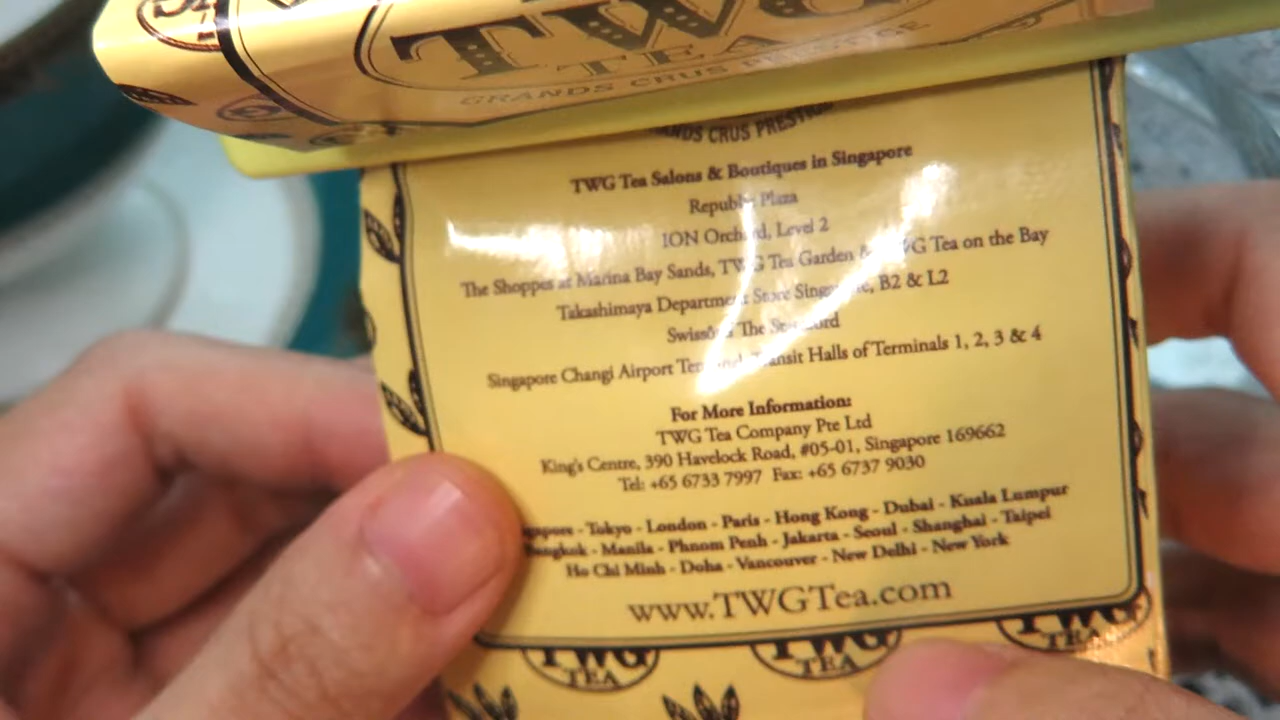 TWG
TEA
GRANDS CRUS PRESTIGE
CRUS PRESTIGE
TWG Tea Salons & Boutiques in Singapore
Republic Plaza
ION Orchard, Level 2
The Shoppes at Marina Bay Sands, TWG Tea Garden & TWG Tea on the Bay
Takashimaya Department Store Singapore, B2 & L2
Swissôtel The Stamford
Singapore Changi Airport Terminal Transit Halls of Terminals 1, 2, 3 & 4
For More Information:
TWG Tea Company Pte Ltd
King's Centre, 390 Havelock Road, #05-01, Singapore 169662
Tel: +65 6733 7997 Fax: +65 6737 9030
- Tokyo - London - Paris - Hong Kong - Dubai - Kuala Lumpur
- Manila - Phnom Penh - Jakarta - Seoul - Shanghai - Taipei
Ho Chi Minh - Doha - Vancouver - New Delhi - New York
www.TWGTea.com
TWG TWG TWG
TEA TEA TEA